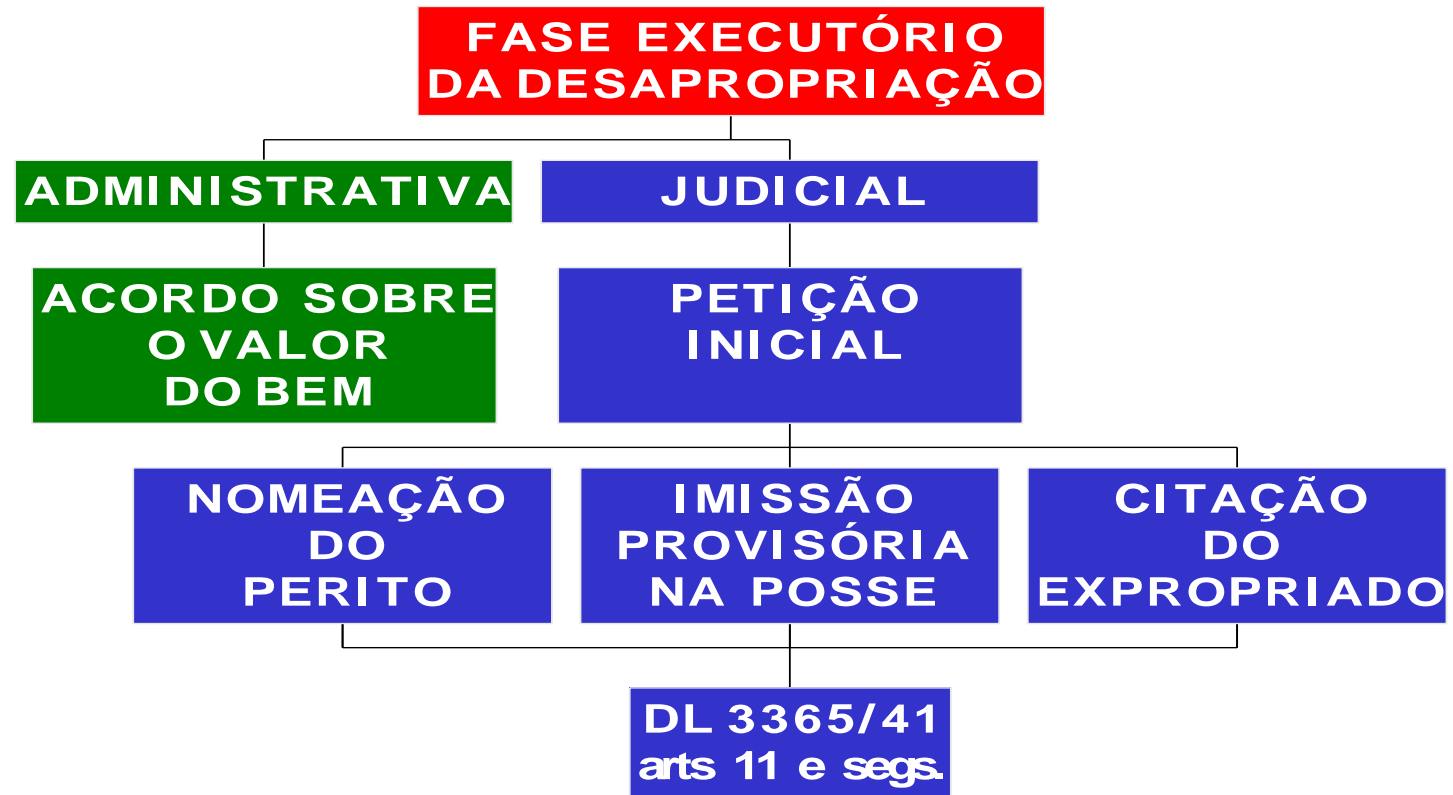 FASE EXECUTÓRIO
DA DESAPROPRIAÇÃO
ADMINISTRATIVA
JUDICIAL
ACORDO SOBRE
O VALOR
DO BEM
PETIÇÃO
INICIAL
NOMEAÇÃO
DO
PERITO
IMISSÃO
PROVISÓRIA
NA POSSE
CITAÇÃO
DO
EXPROPRIADO
DL 3365/41
arts 11 e segs.